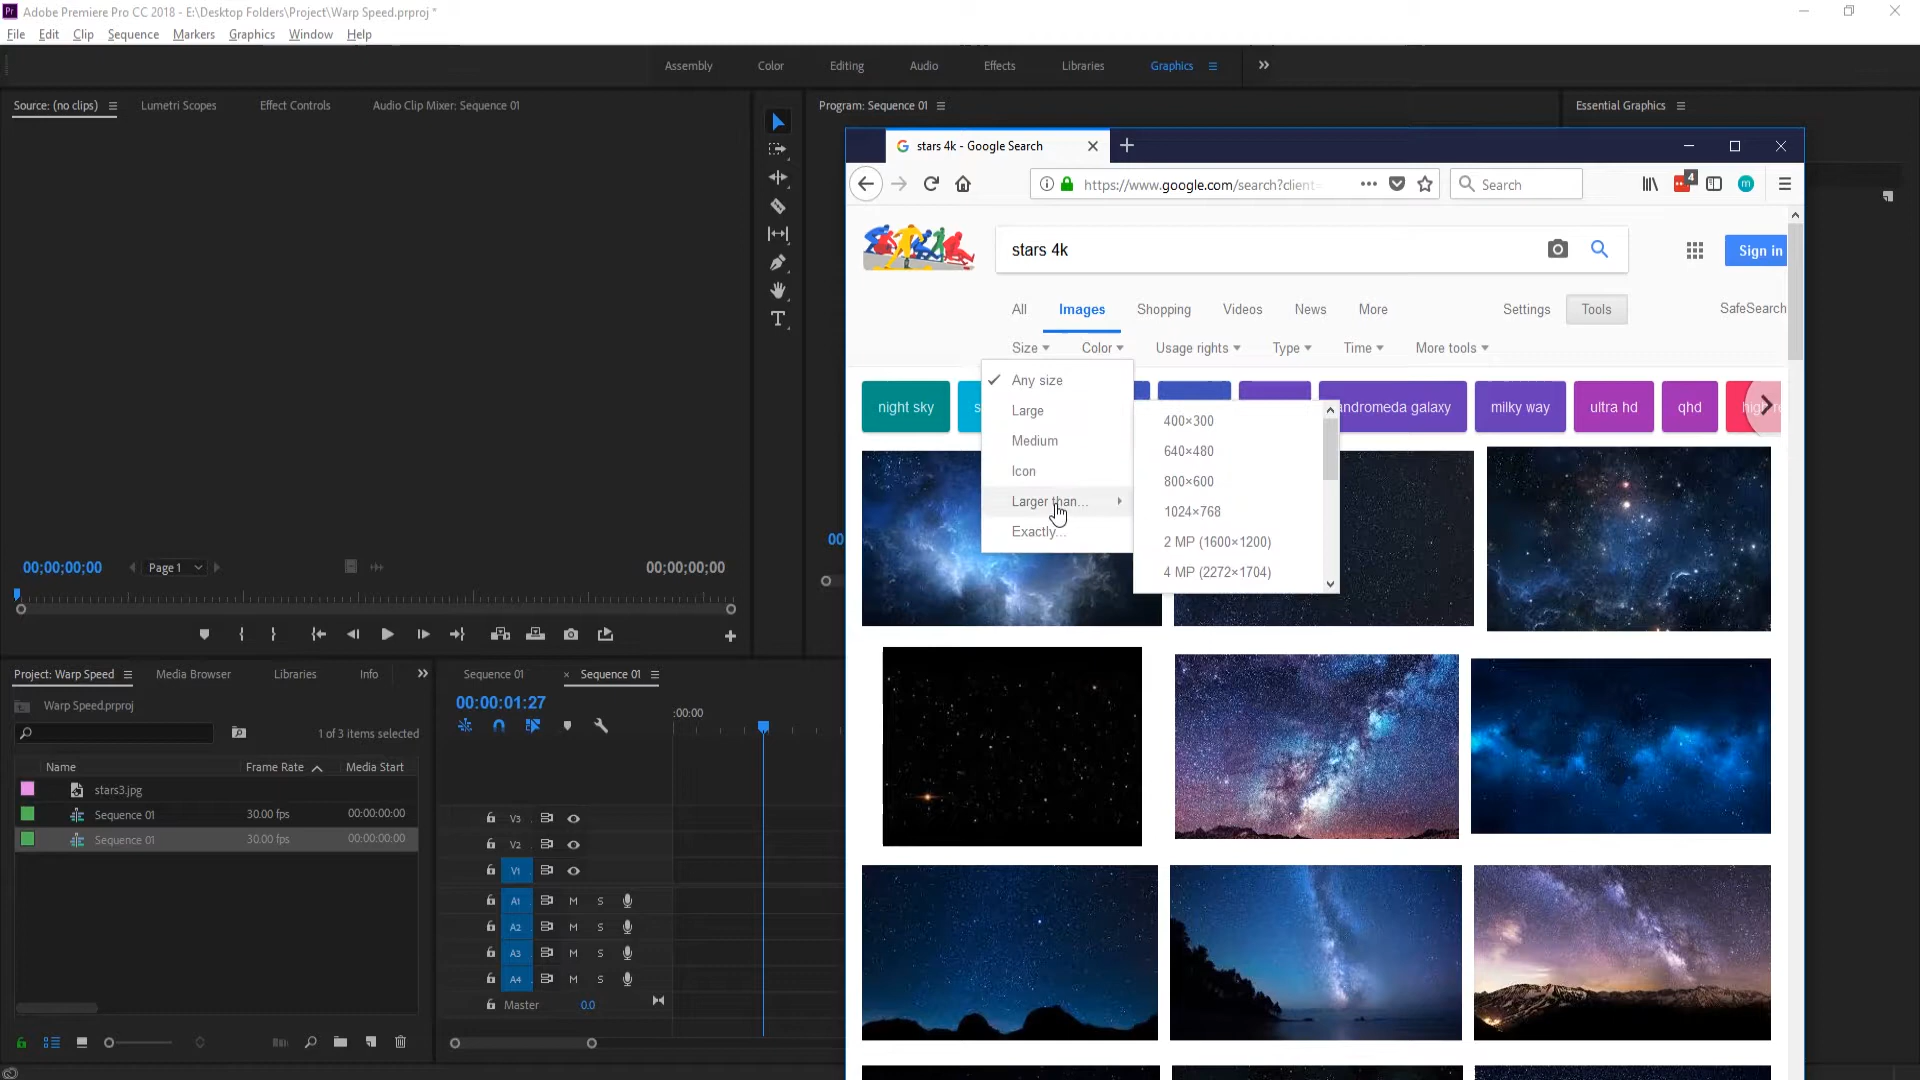 Adobe Premiere Pro CC 2018 - E:\Desktop Folders\Project\Warp Speed.prproj *
File Edit Clip Sequence Markers Graphics Window Help
Assembly Color Editing Audio Effects Libraries Graphics
Source: (no clips) Lumetri Scopes Effect Controls Audio Clip Mixer: Sequence 01
Program: Sequence 01
Essential Graphics
stars 4k - Google Search
https://www.google.com/search?client=
Search
4
m
stars 4k
Sign in
All Images Shopping Videos News More Settings Tools SafeSearch
Size Color Usage rights Type Time More tools
Any size
Large
Medium
Icon
Larger than...
Exactly...
400×300
640×480
800×600
1024×768
2 MP (1600×1200)
4 MP (2272×1704)
night sky
andromeda galaxy
milky way
ultra hd
qhd
00;00;00;00 Page 1 00;00;00;00
00
Project: Warp Speed Media Browser Libraries Info
Warp Speed.prproj
1 of 3 items selected
Name Frame Rate Media Start
stars3.jpg
Sequence 01 30.00 fps 00:00:00:00
Sequence 01 30.00 fps 00:00:00:00
Sequence 01 × Sequence 01
00:00:01:27
:00:00
V3
V2
V1
A1 M S
A2 M S
A3 M S
A4 M S
Master 0.0